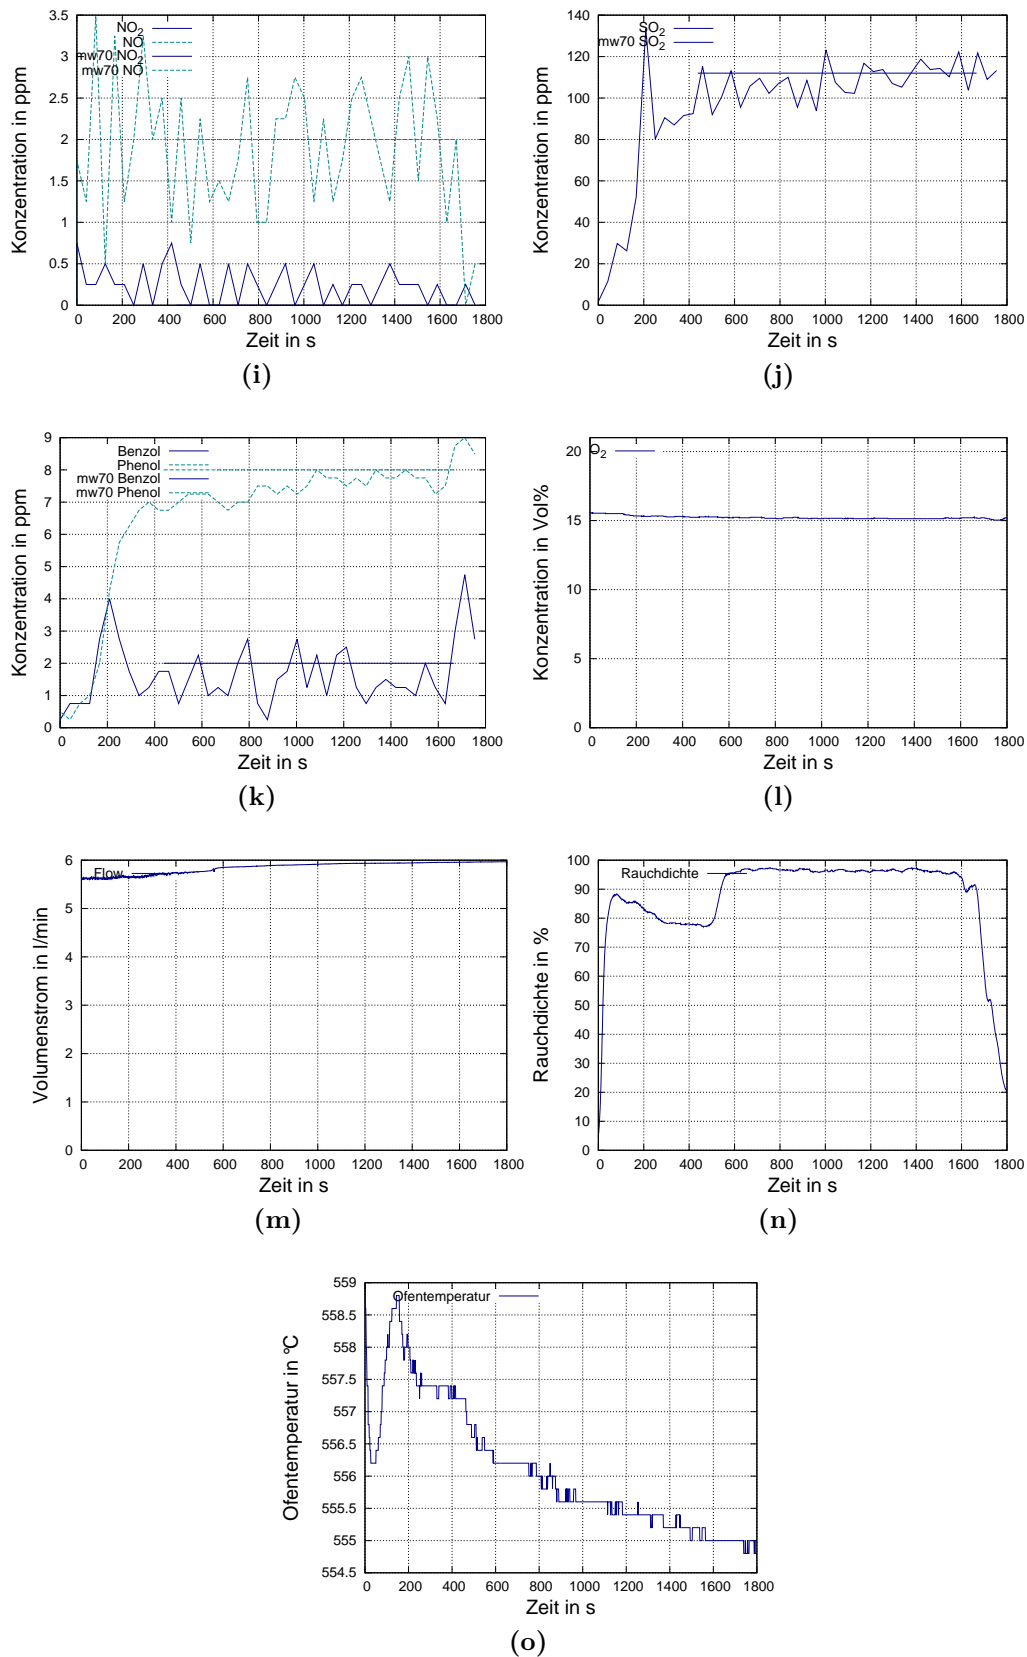 NO2
NO
mw70 NO2
mw70 NO
3.5
3
2.5
2
1.5
1
0.5
0
Konzentration in ppm
0 200 400 600 800 1000 1200 1400 1600 1800
Zeit in s
(i)
SO2
mw70 SO2
140
120
100
80
60
40
20
0
Konzentration in ppm
0 200 400 600 800 1000 1200 1400 1600 1800
Zeit in s
(j)
Benzol
Phenol
mw70 Benzol
mw70 Phenol
9
8
7
6
5
4
3
2
1
0
Konzentration in ppm
0 200 400 600 800 1000 1200 1400 1600 1800
Zeit in s
(k)
O2
20
15
10
5
0
Konzentration in Vol%
0 200 400 600 800 1000 1200 1400 1600 1800
Zeit in s
(l)
Flow
6
5
4
3
2
1
0
Volumenstrom in l/min
0 200 400 600 800 1000 1200 1400 1600 1800
Zeit in s
(m)
Rauchdichte
100
90
80
70
60
50
40
30
20
10
0
Rauchdichte in %
0 200 400 600 800 1000 1200 1400 1600 1800
Zeit in s
(n)
Ofentemperatur
559
558.5
558
557.5
557
556.5
556
555.5
555
554.5
Ofentemperatur in °C
0 200 400 600 800 1000 1200 1400 1600 1800
Zeit in s
(o)